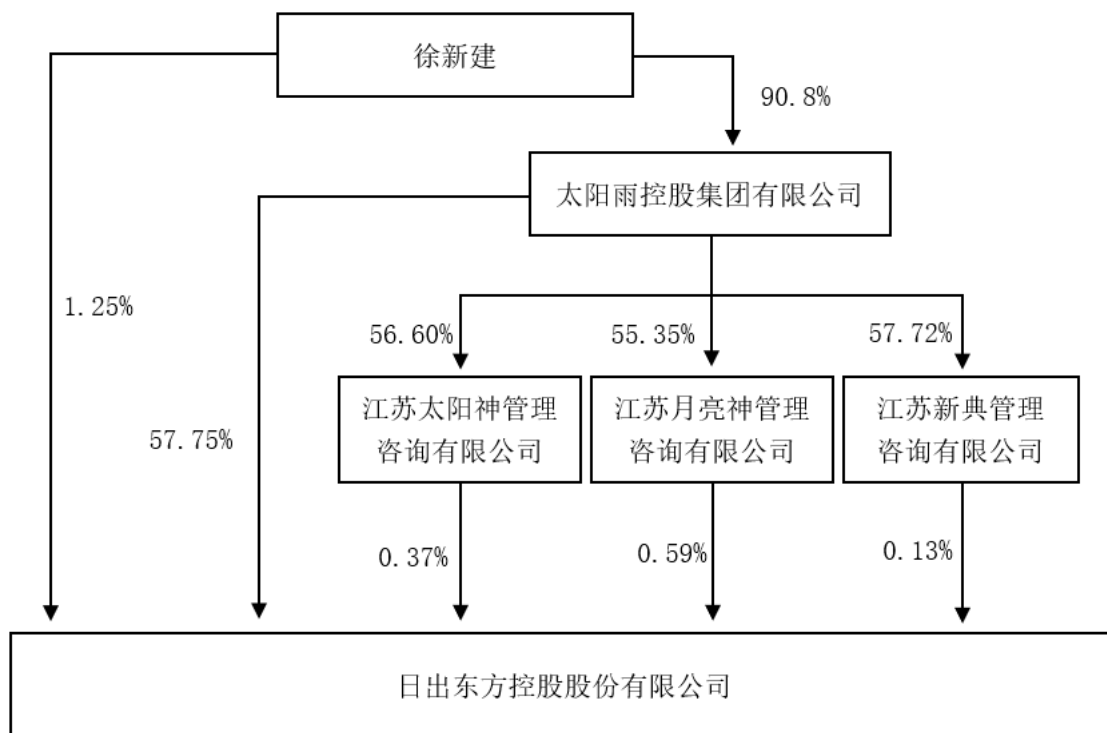 徐新建
90.8%
太阳雨控股集团有限公司
1.25%
56.60%
55.35%
57.72%
江苏太阳神管理
咨询有限公司
江苏月亮神管理
咨询有限公司
江苏新典管理
咨询有限公司
57.75%
0.37%
0.59%
0.13%
日出东方控股股份有限公司